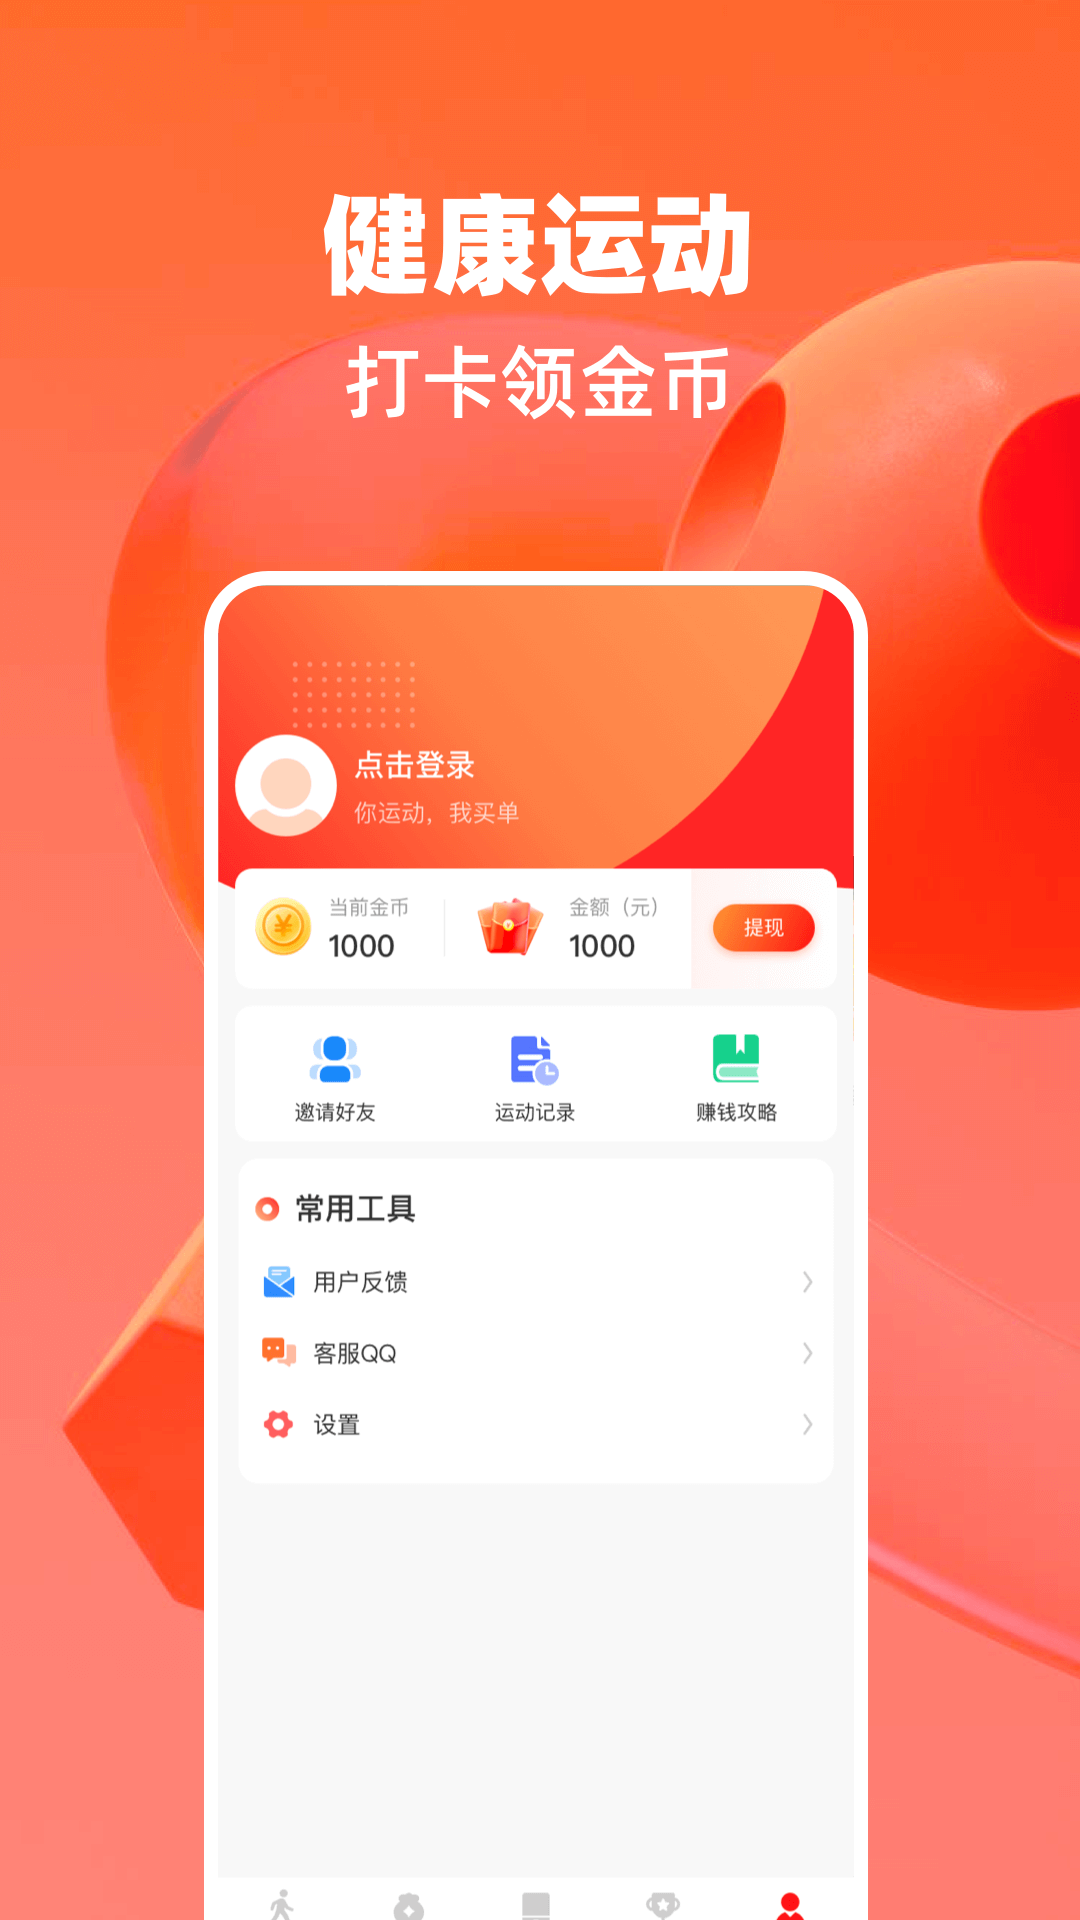 健康运动
打卡领金币
点击登录
你运动，我买单
当前金币
1000
金额（元）
1000
提现
邀请好友
运动记录
赚钱攻略
常用工具
用户反馈
客服QQ
设置